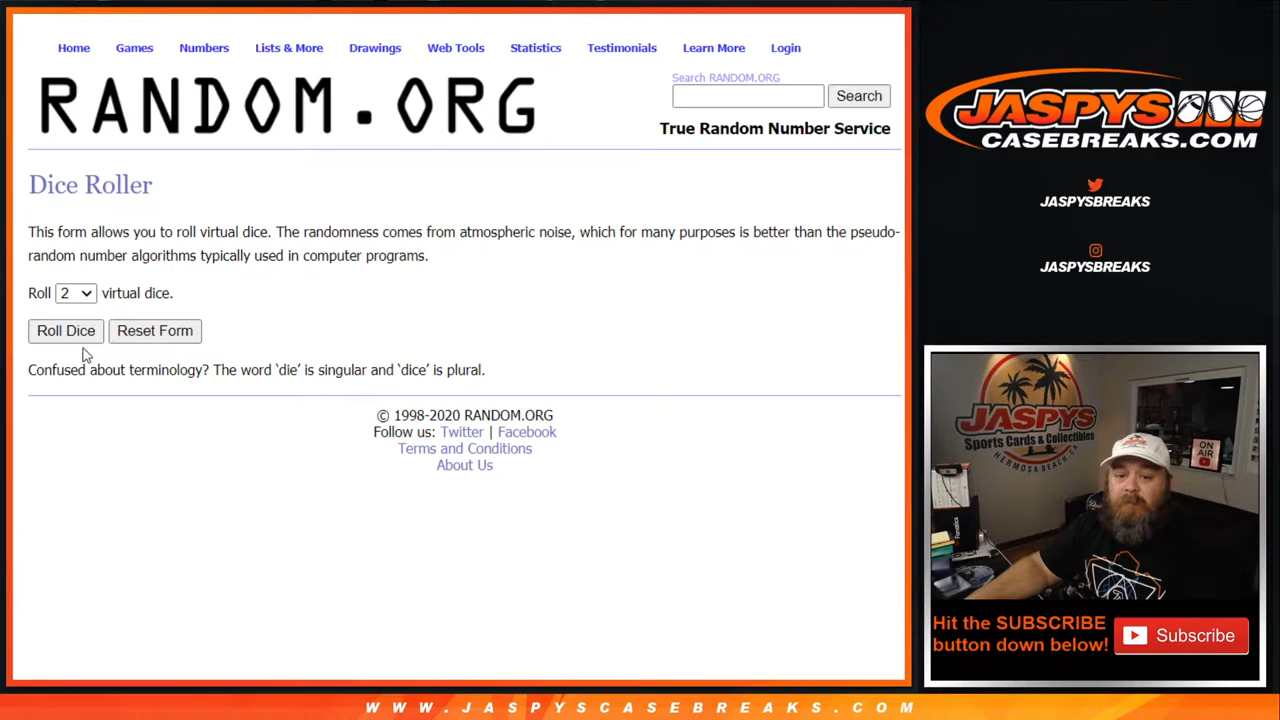 Home Games Numbers Lists & More Drawings Web Tools Statistics Testimonials Learn More Login
RANDOM.ORG
Search RANDOM.ORG
Search
True Random Number Service
Dice Roller
This form allows you to roll virtual dice. The randomness comes from atmospheric noise, which for many purposes is better than the pseudo-
random number algorithms typically used in computer programs.
Roll 2 virtual dice.
Roll Dice Reset Form
Confused about terminology? The word ‘die’ is singular and ‘dice’ is plural.
© 1998-2020 RANDOM.ORG
Follow us: Twitter | Facebook
Terms and Conditions
About Us
JASPYS
CASEBREAKS.COM
JASPYSBREAKS
JASPYSBREAKS
JASPYS
Sports Cards & Collectibles
HERMOSA BEACH, CA
ON
AIR
Fanatics
Hit the SUBSCRIBE
button down below!
Subscribe
WWW.JASPYSCASEBREAKS.COM